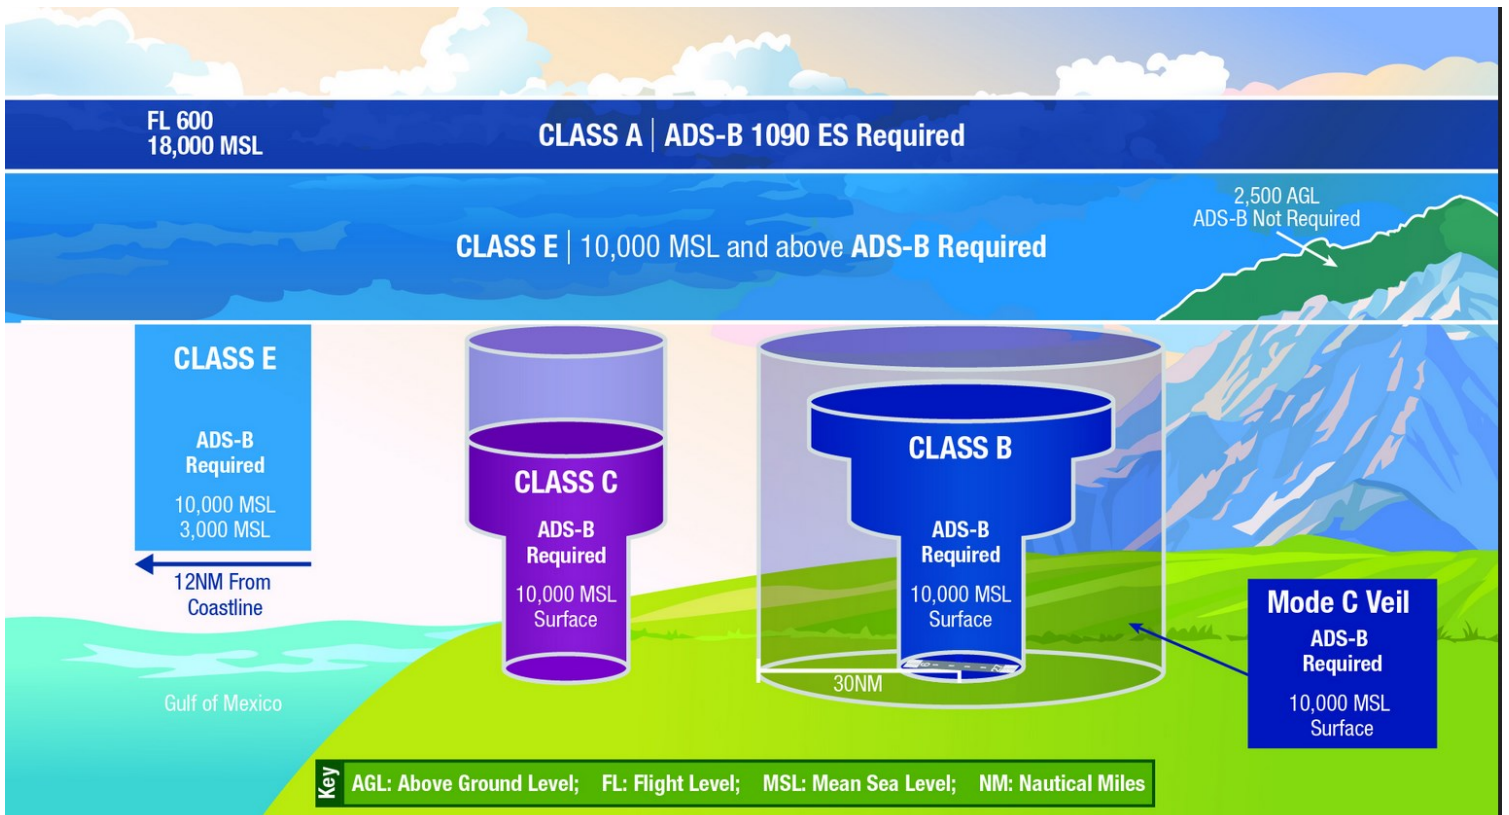 FL 600
18,000 MSL
CLASS A | ADS-B 1090 ES Required
2,500 AGL
ADS-B Not Required
CLASS E | 10,000 MSL and above ADS-B Required
CLASS E
ADS-B
Required
10,000 MSL
3,000 MSL
12NM From
Coastline
Gulf of Mexico
CLASS C
ADS-B
Required
10,000 MSL
Surface
CLASS B
ADS-B
Required
10,000 MSL
Surface
30NM
Mode C Veil
ADS-B
Required
10,000 MSL
Surface
Key
AGL: Above Ground Level; FL: Flight Level; MSL: Mean Sea Level; NM: Nautical Miles